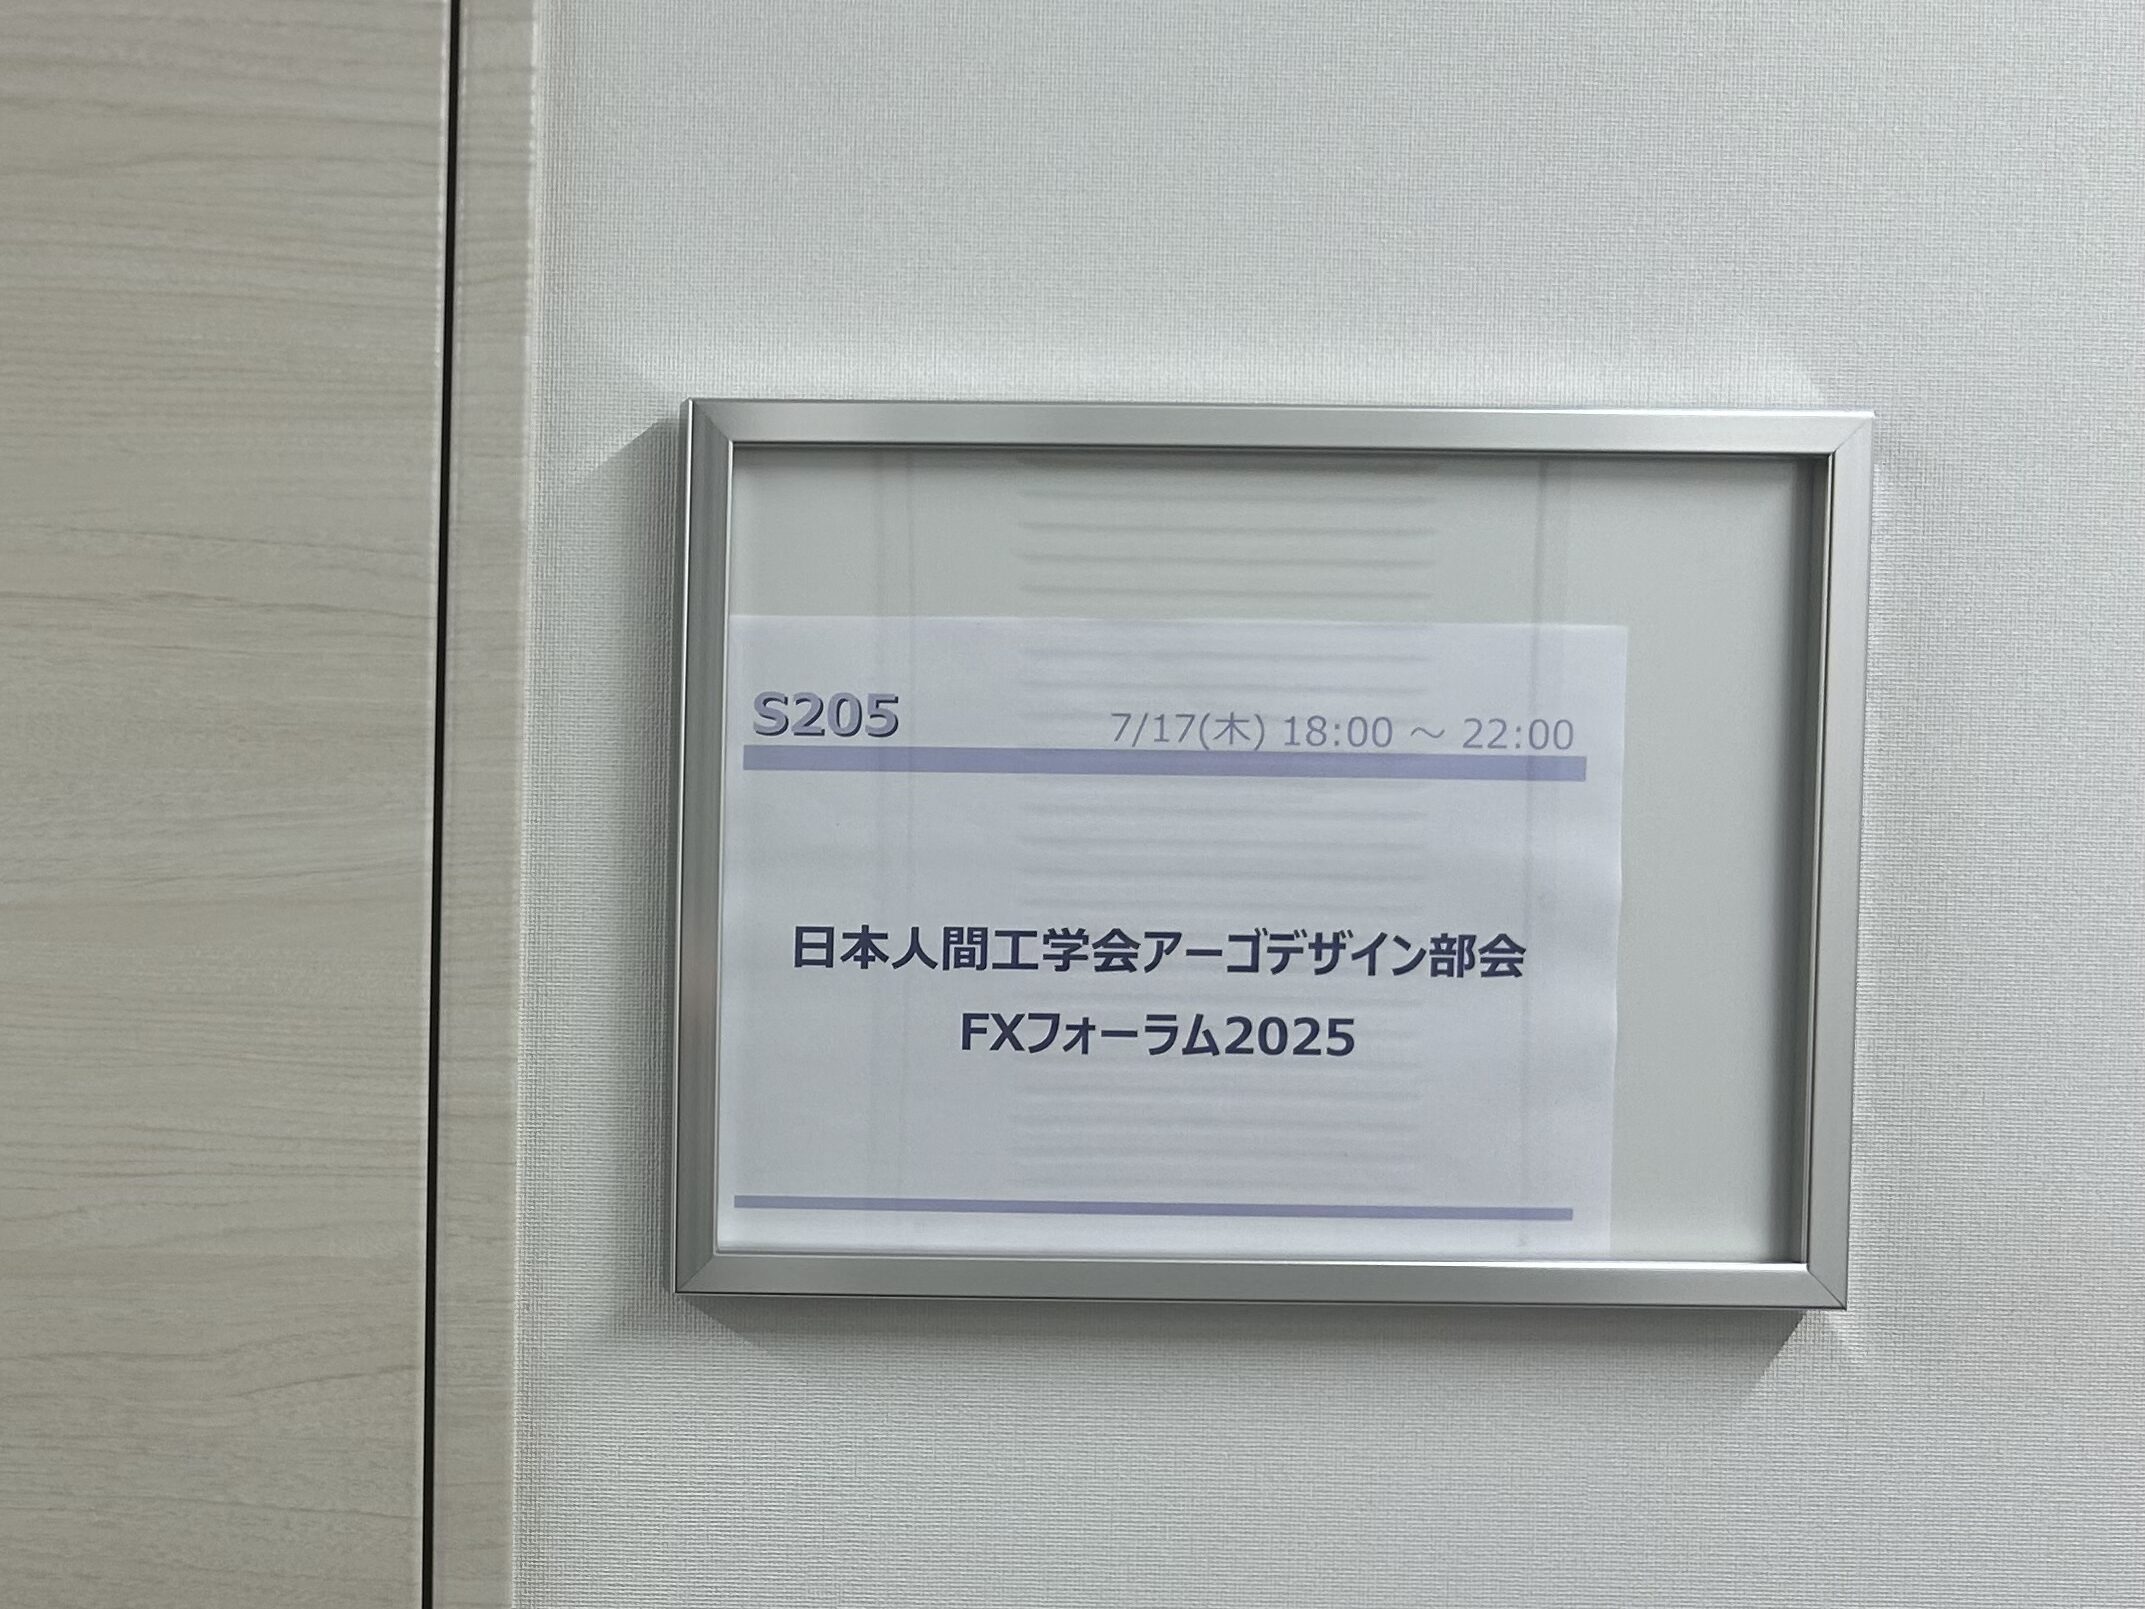 S205
7/17(木) 18:00 ～ 22:00
日本人間工学会アーゴデザイン部会
FXフォーラム2025